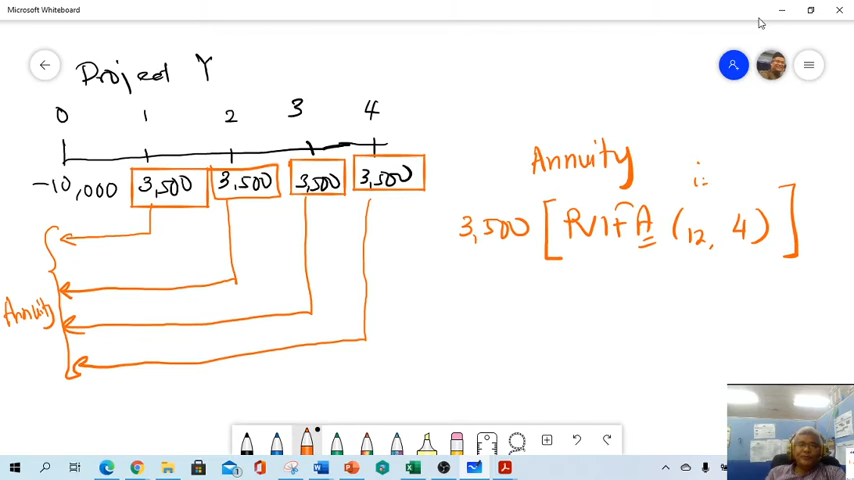 Microsoft Whiteboard
Project Y
0 1 2 3 4
-10,000 3,500 3,500 3,500 3,500
Annuity
Annuity
i=
3,500 [ PVIFA (12, 4) ]